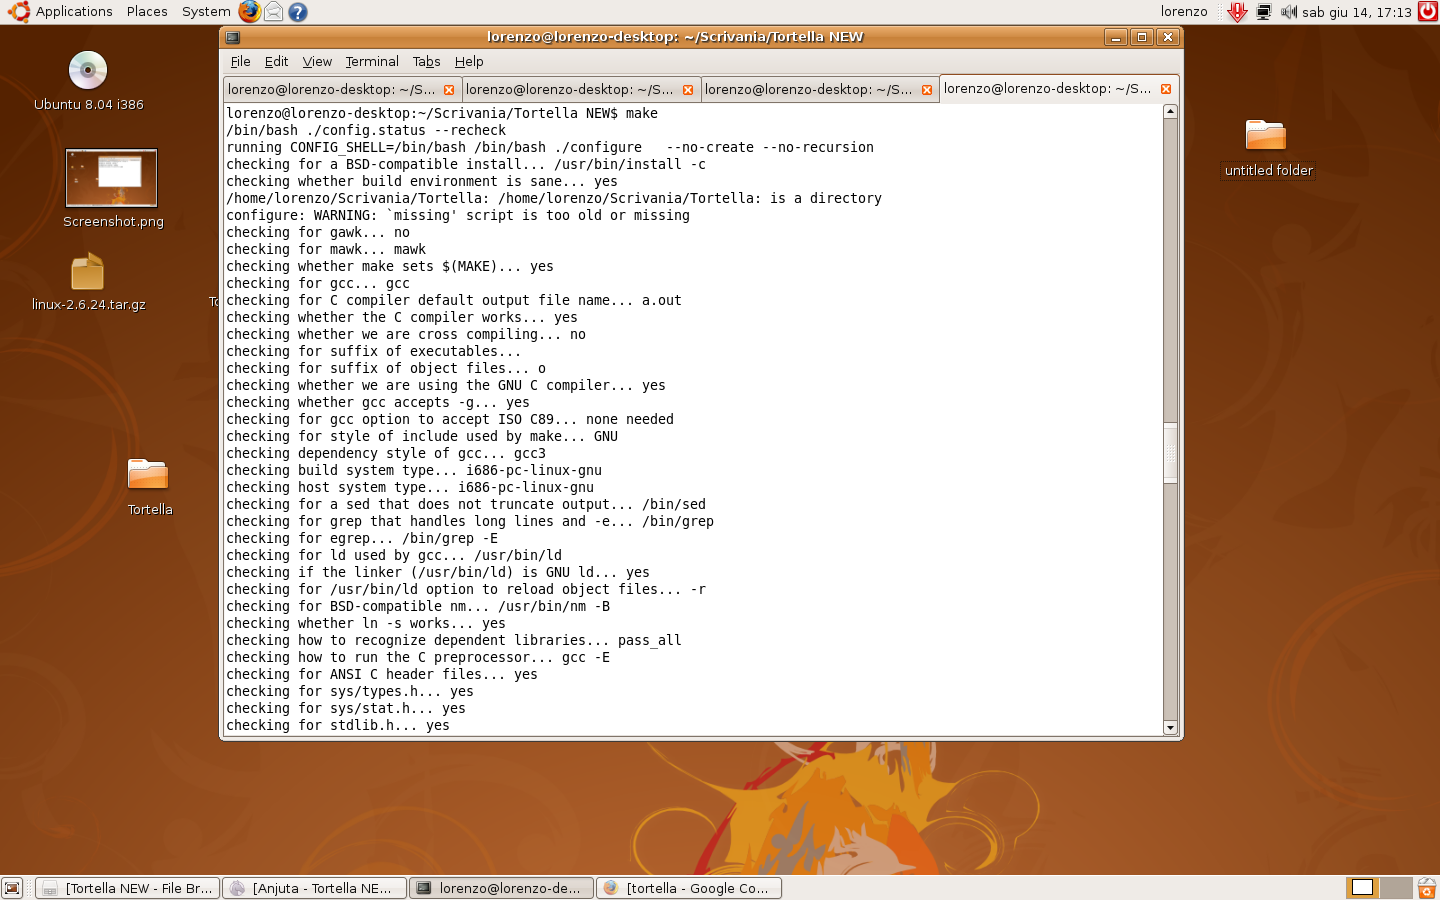 Applications Places System
lorenzo sab giu 14, 17:13
Ubuntu 8.04 i386
Screenshot.png
linux-2.6.24.tar.gz
To
Tortella
untitled folder
lorenzo@lorenzo-desktop: ~/Scrivania/Tortella NEW
File Edit View Terminal Tabs Help
lorenzo@lorenzo-desktop: ~/S... lorenzo@lorenzo-desktop: ~/S... lorenzo@lorenzo-desktop: ~/S... lorenzo@lorenzo-desktop: ~/S...
lorenzo@lorenzo-desktop:~/Scrivania/Tortella NEW$ make
/bin/bash ./config.status --recheck
running CONFIG_SHELL=/bin/bash /bin/bash ./configure   --no-create --no-recursion
checking for a BSD-compatible install... /usr/bin/install -c
checking whether build environment is sane... yes
/home/lorenzo/Scrivania/Tortella: /home/lorenzo/Scrivania/Tortella: is a directory
configure: WARNING: `missing' script is too old or missing
checking for gawk... no
checking for mawk... mawk
checking whether make sets $(MAKE)... yes
checking for gcc... gcc
checking for C compiler default output file name... a.out
checking whether the C compiler works... yes
checking whether we are cross compiling... no
checking for suffix of executables...
checking for suffix of object files... o
checking whether we are using the GNU C compiler... yes
checking whether gcc accepts -g... yes
checking for gcc option to accept ISO C89... none needed
checking for style of include used by make... GNU
checking dependency style of gcc... gcc3
checking build system type... i686-pc-linux-gnu
checking host system type... i686-pc-linux-gnu
checking for a sed that does not truncate output... /bin/sed
checking for grep that handles long lines and -e... /bin/grep
checking for egrep... /bin/grep -E
checking for ld used by gcc... /usr/bin/ld
checking if the linker (/usr/bin/ld) is GNU ld... yes
checking for /usr/bin/ld option to reload object files... -r
checking for BSD-compatible nm... /usr/bin/nm -B
checking whether ln -s works... yes
checking how to recognize dependent libraries... pass_all
checking how to run the C preprocessor... gcc -E
checking for ANSI C header files... yes
checking for sys/types.h... yes
checking for sys/stat.h... yes
checking for stdlib.h... yes
[Tortella NEW - File Br... [Anjuta - Tortella NE... lorenzo@lorenzo-de... [tortella - Google Co...